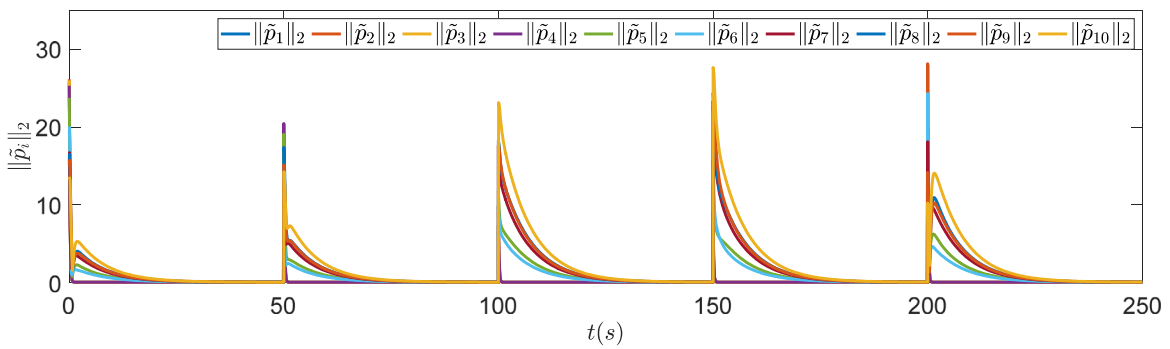 ||p̃₁||₂ ||p̃₂||₂ ||p̃₃||₂ ||p̃₄||₂ ||p̃₅||₂ ||p̃₆||₂ ||p̃₇||₂ ||p̃₈||₂ ||p̃₉||₂ ||p̃₁₀||₂
||p̃ᵢ||₂
30
20
10
0
0 50 100 150 200 250
t(s)